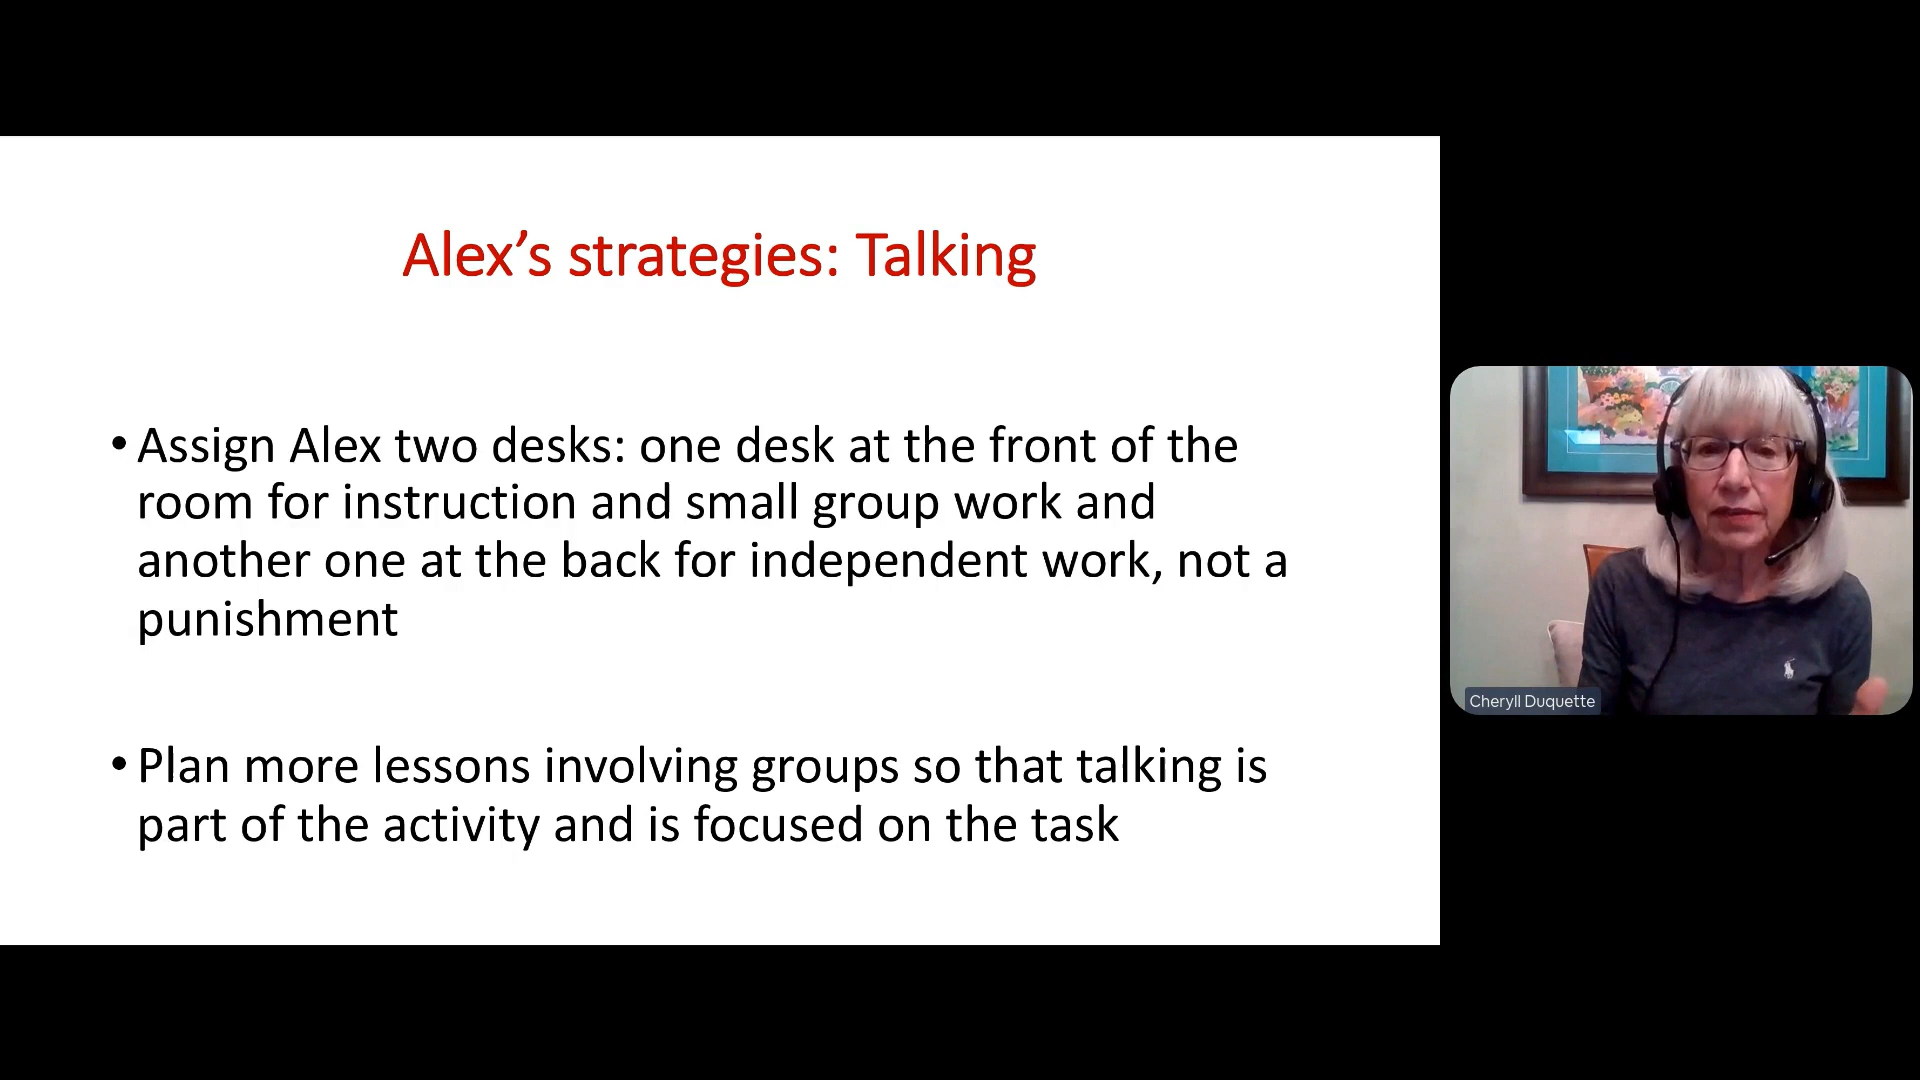 Alex’s strategies: Talking
• Assign Alex two desks: one desk at the front of the
room for instruction and small group work and
another one at the back for independent work, not a
punishment
• Plan more lessons involving groups so that talking is
part of the activity and is focused on the task
Cheryll Duquette